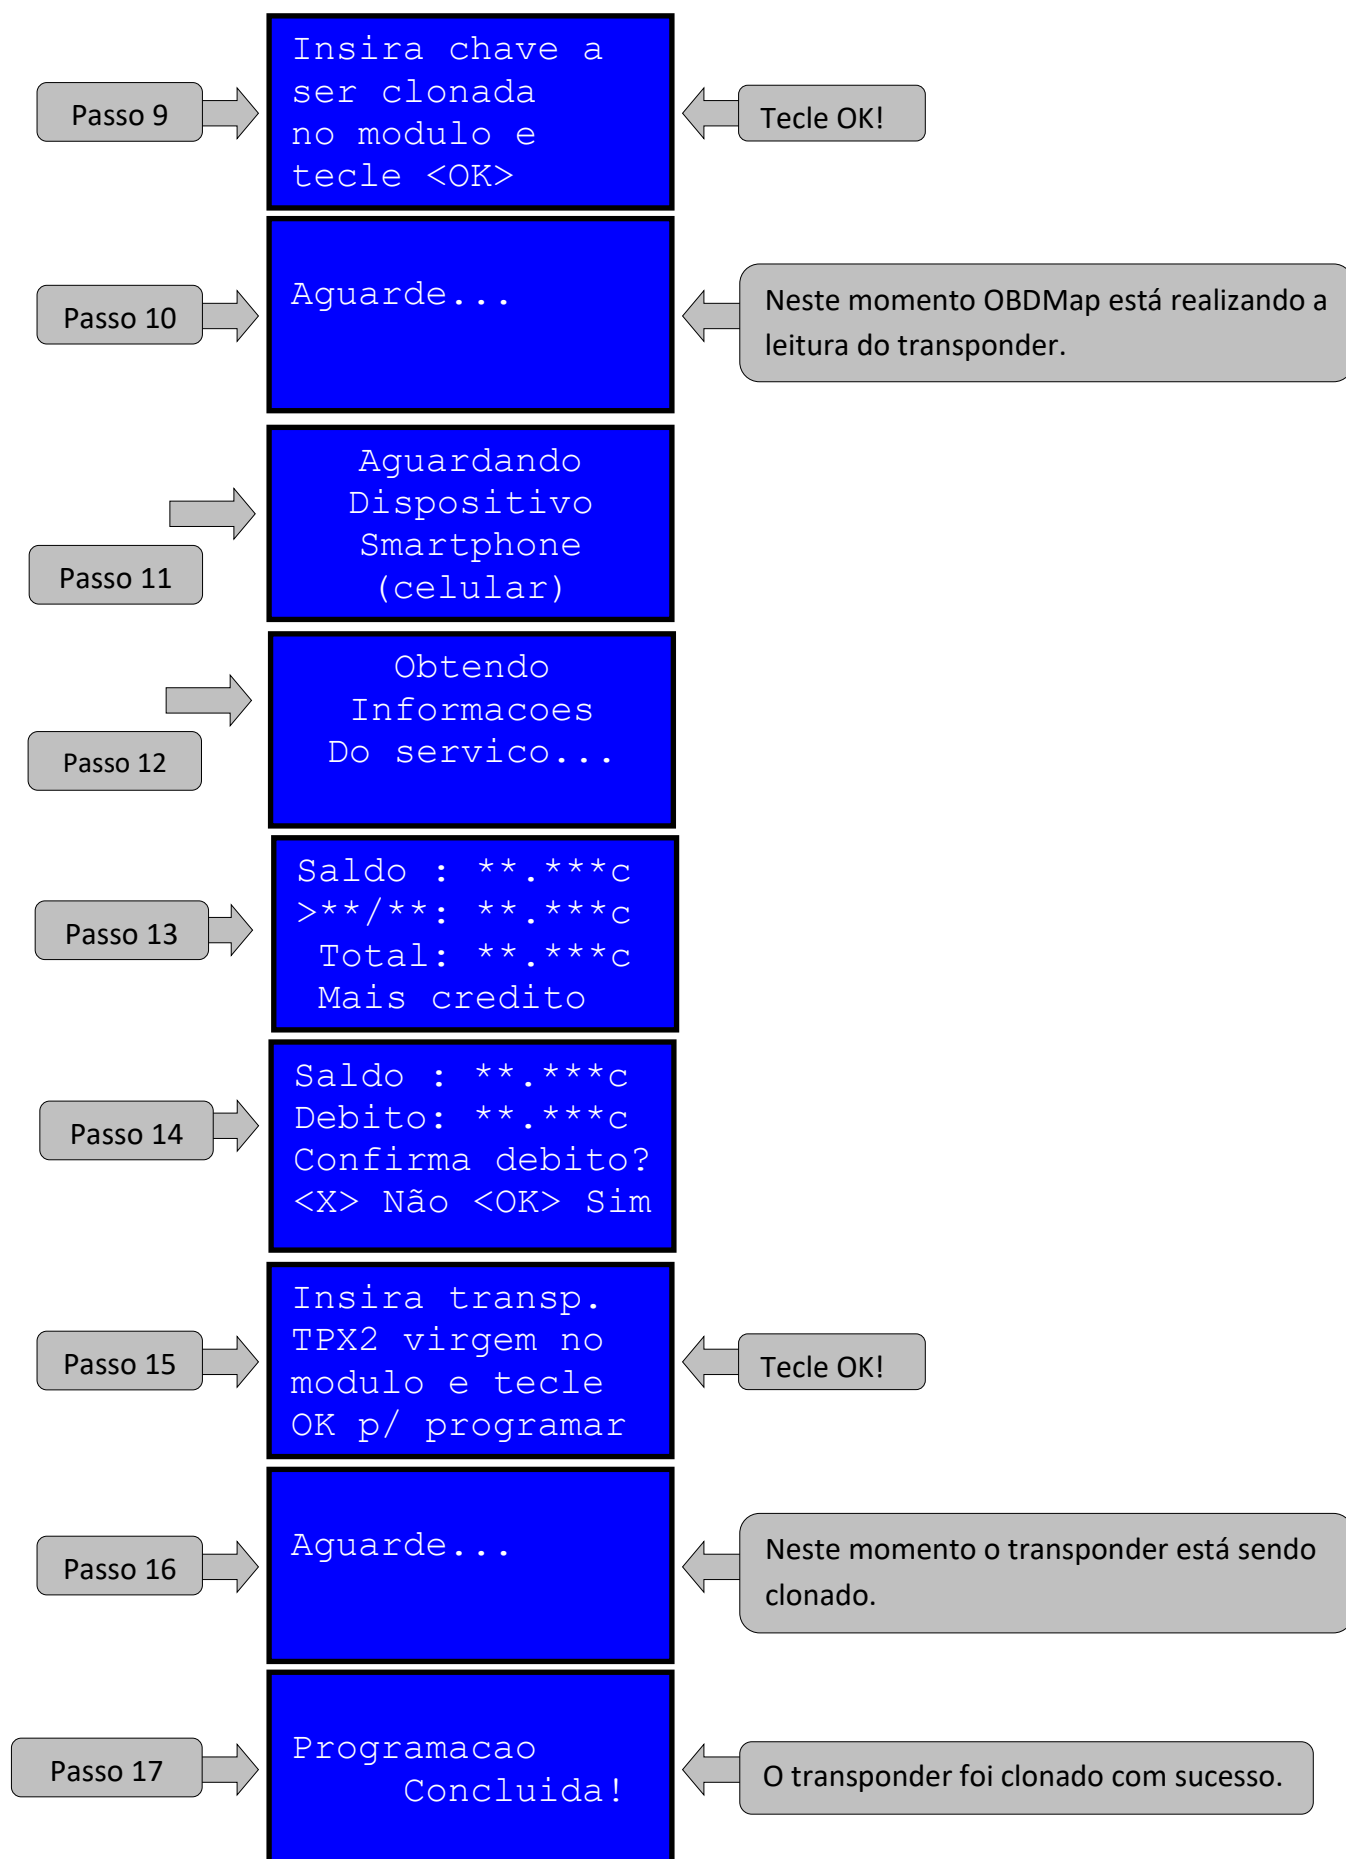 Passo 9
Insira chave a
ser clonada
no modulo e
tecle <OK>
Tecle OK!
Passo 10
Aguarde...
Neste momento OBDMap está realizando a
leitura do transponder.
Passo 11
Aguardando
Dispositivo
Smartphone
(celular)
Passo 12
Obtendo
Informacoes
Do servico...
Passo 13
Saldo : **.***c
>**/**: **.***c
Total: **.***c
Mais credito
Passo 14
Saldo : **.***c
Debito: **.***c
Confirma debito?
<X> Não <OK> Sim
Passo 15
Insira transp.
TPX2 virgem no
modulo e tecle
OK p/ programar
Tecle OK!
Passo 16
Aguarde...
Neste momento o transponder está sendo
clonado.
Passo 17
Programacao
Concluida!
O transponder foi clonado com sucesso.